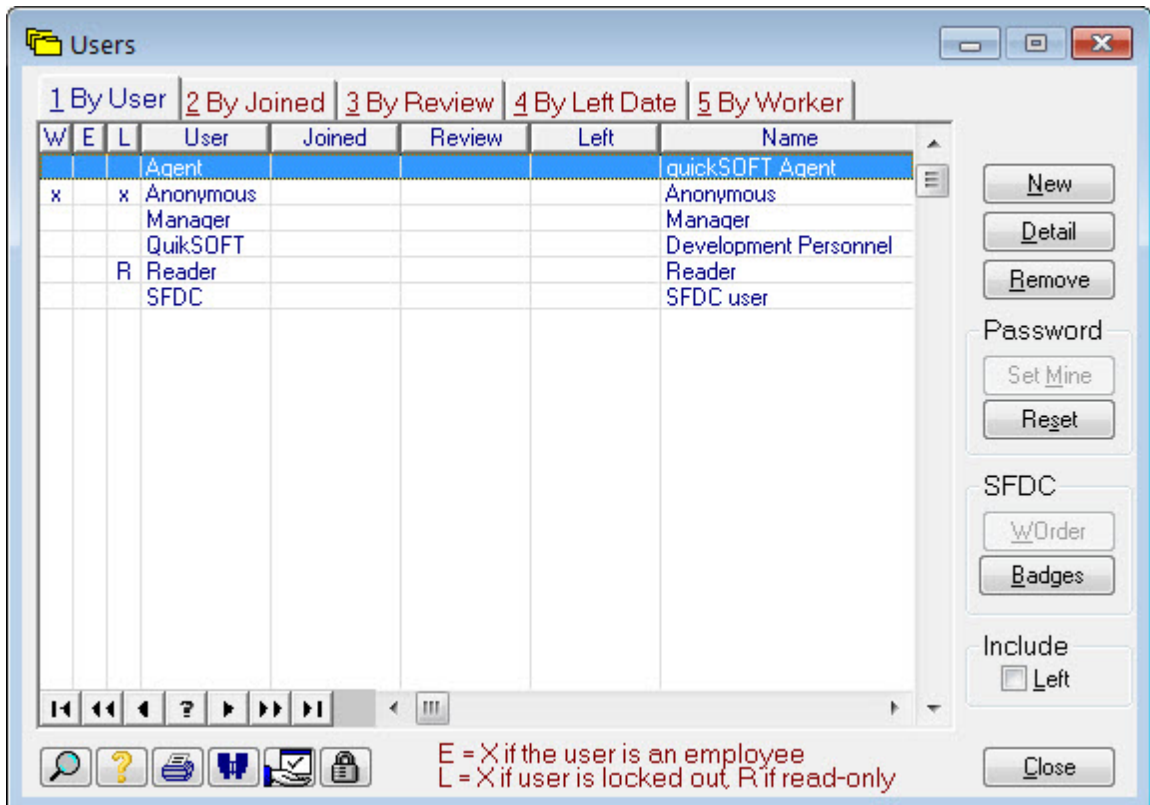 Users
1 By User 2 By Joined 3 By Review 4 By Left Date 5 By Worker
W E L User Joined Review Left Name
Agent quickSOFT Agent
x x Anonymous Anonymous
Manager Manager
QuikSOFT Development Personnel
R Reader Reader
SFDC SFDC user
New
Detail
Remove
Password
Set Mine
Reset
SFDC
WOrder
Badges
Include
Left
?
?
E = X if the user is an employee
L = X if user is locked out, R if read-only
Close